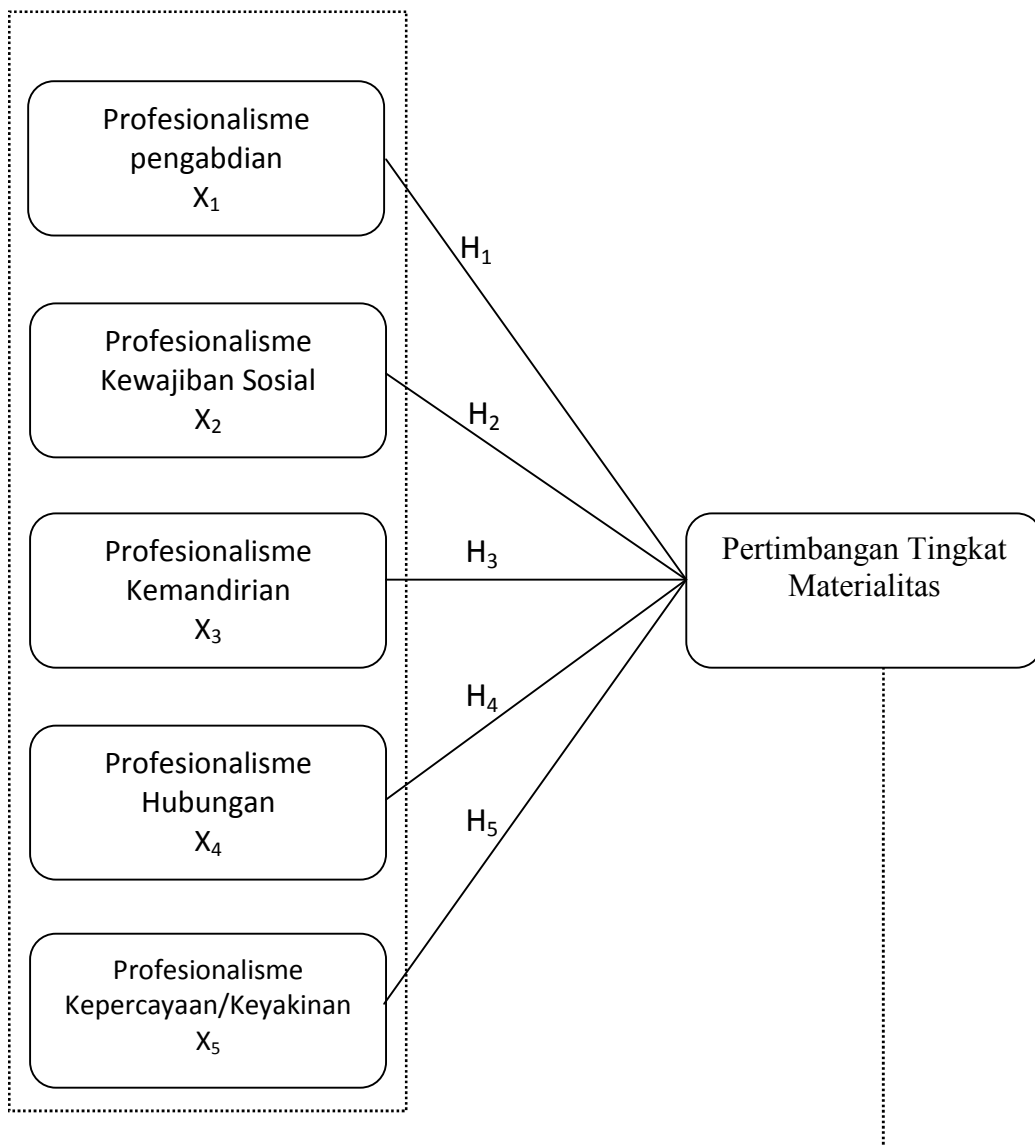 Profesionalisme
pengabdian
X₁
H₁
Profesionalisme
Kewajiban Sosial
X₂
H₂
Profesionalisme
Kemandirian
X₃
H₃
Pertimbangan Tingkat
Materialitas
Profesionalisme
Hubungan
X₄
H₄
H₅
Profesionalisme
Kepercayaan/Keyakinan
X₅